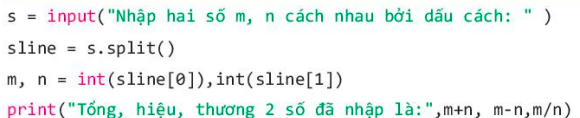 s = input("Nhập hai số m, n cách nhau bởi dấu cách: " )
sline = s.split()
m, n = int(sline[0]),int(sline[1])
print("Tổng, hiệu, thương 2 số đã nhập là:",m+n, m-n,m/n)